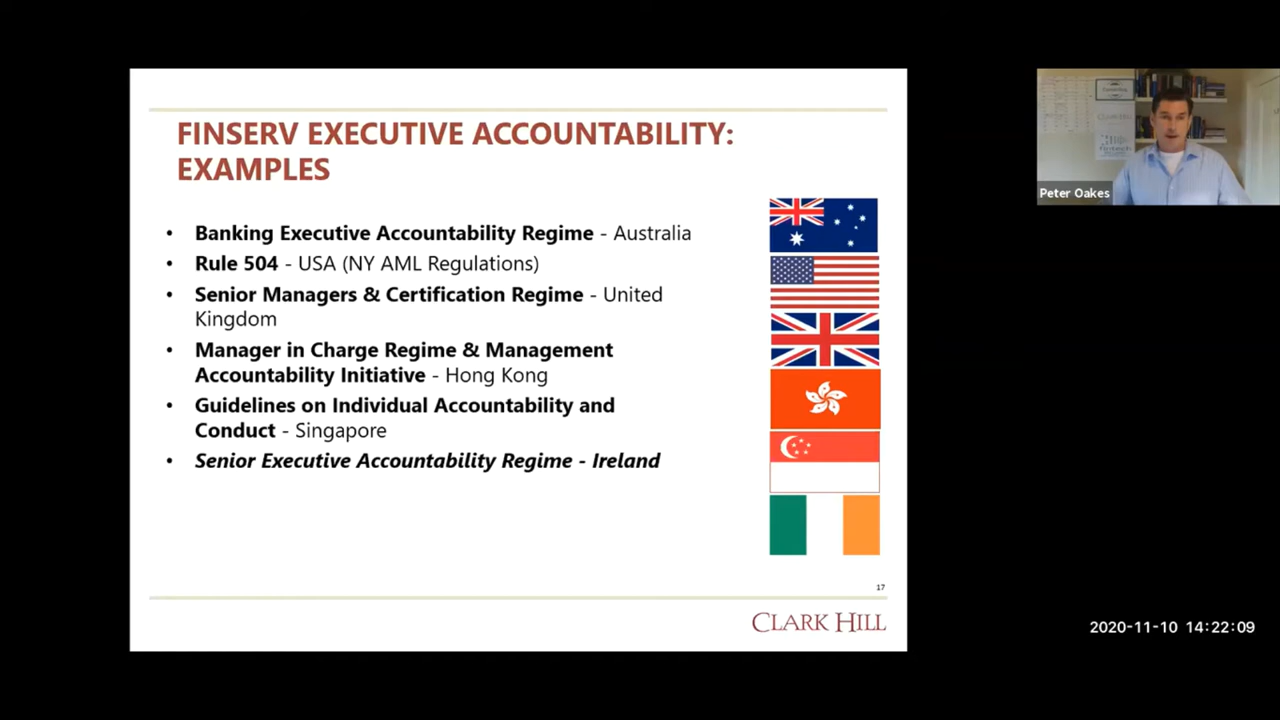 FINSERV EXECUTIVE ACCOUNTABILITY:
EXAMPLES
• Banking Executive Accountability Regime - Australia
• Rule 504 - USA (NY AML Regulations)
• Senior Managers & Certification Regime - United
Kingdom
• Manager in Charge Regime & Management
Accountability Initiative - Hong Kong
• Guidelines on Individual Accountability and
Conduct - Singapore
• Senior Executive Accountability Regime - Ireland
17
CLARK HILL
Peter Oakes
2020-11-10 14:22:09